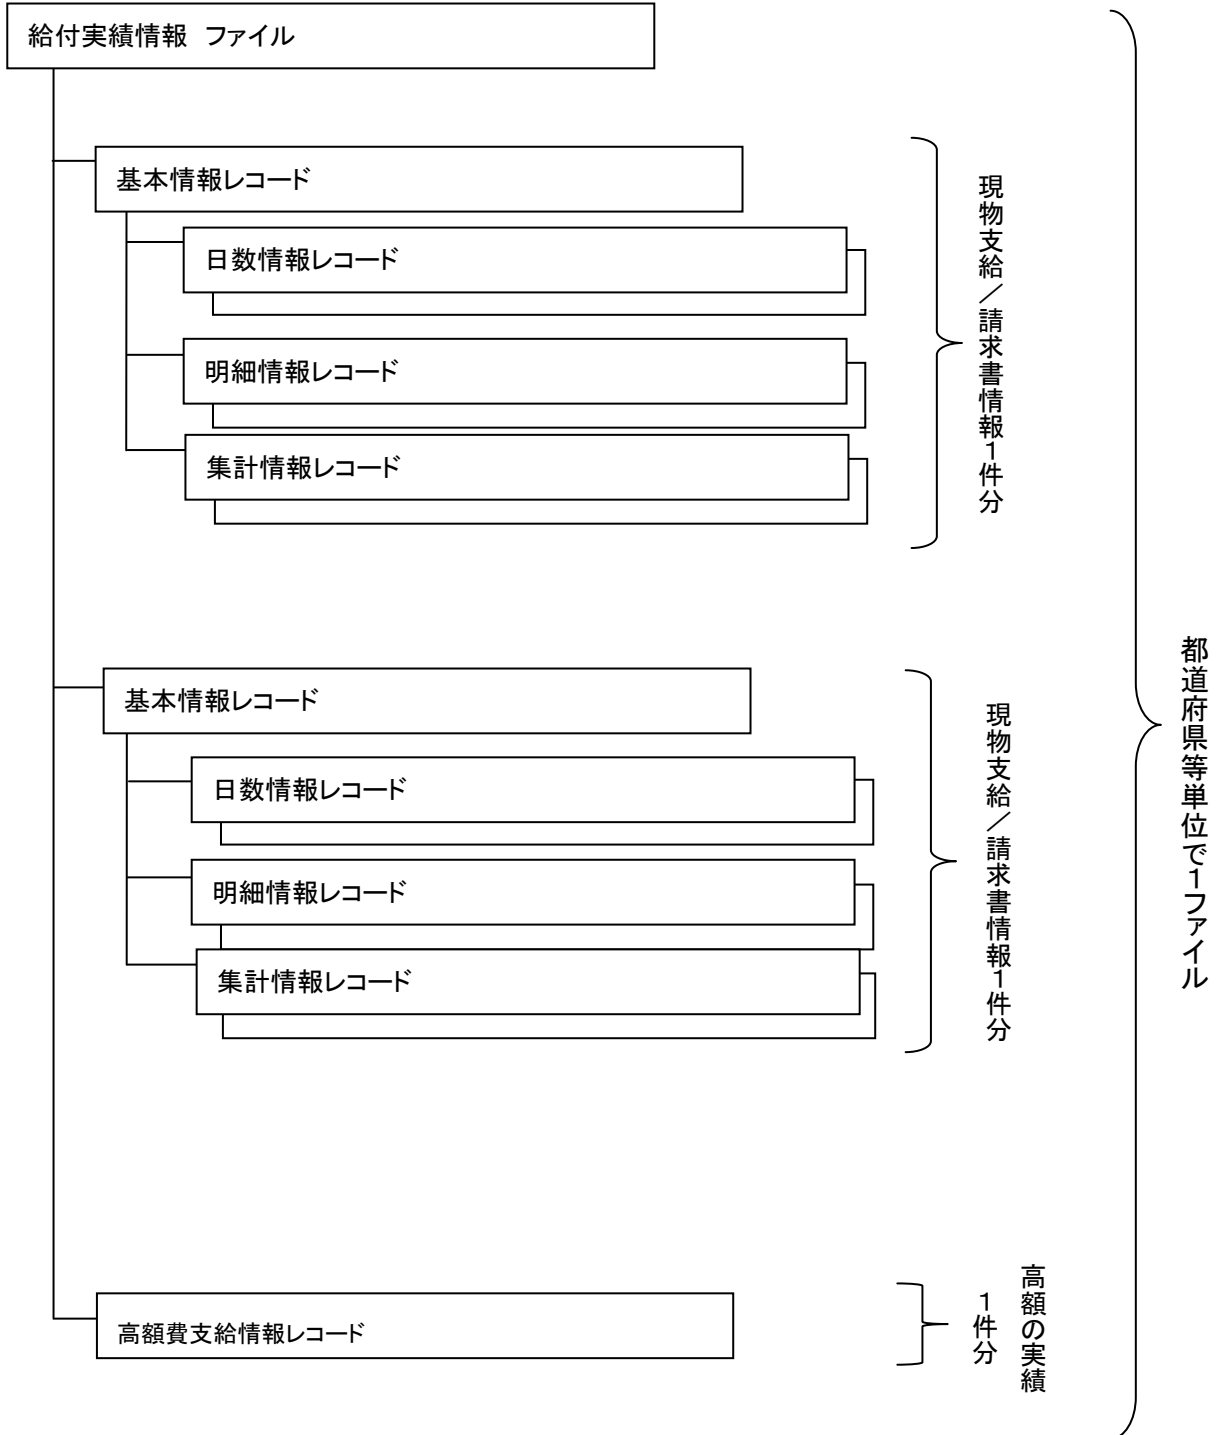 給付実績情報　ファイル
基本情報レコード
日数情報レコード
明細情報レコード
集計情報レコード
現物支給／請求書情報１件分
基本情報レコード
日数情報レコード
明細情報レコード
集計情報レコード
現物支給／請求書情報１件分
高額費支給情報レコード
高額の実績
１件分
都道府県等単位で１ファイル